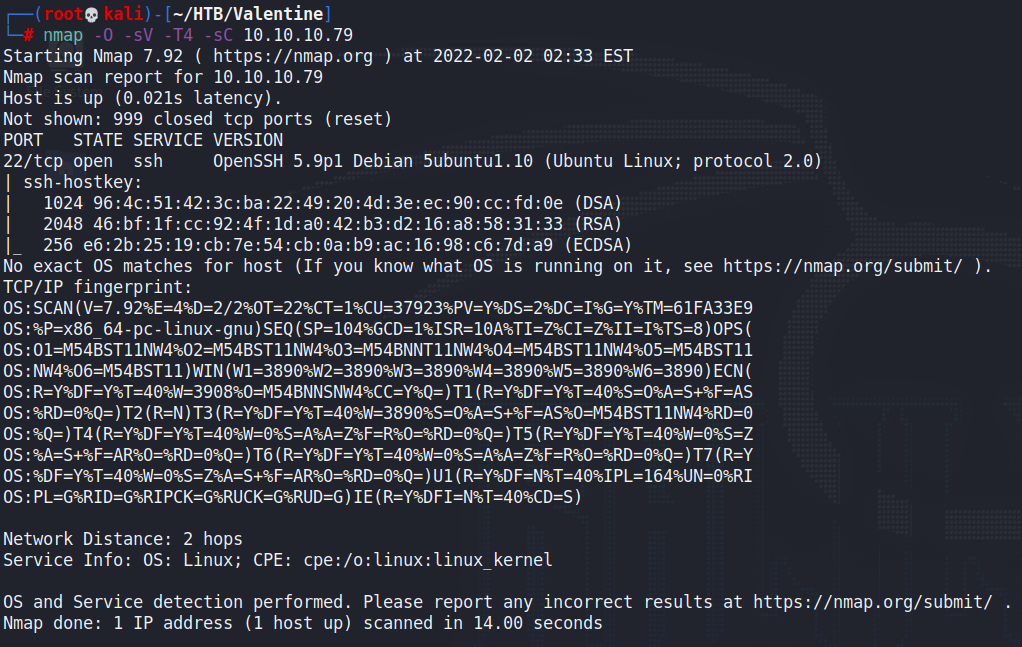 ┌──(root💀kali)-[~/HTB/Valentine]
└─# nmap -O -sV -T4 -sC 10.10.10.79
Starting Nmap 7.92 ( https://nmap.org ) at 2022-02-02 02:33 EST
Nmap scan report for 10.10.10.79
Host is up (0.021s latency).
Not shown: 999 closed tcp ports (reset)
PORT   STATE SERVICE VERSION
22/tcp open  ssh     OpenSSH 5.9p1 Debian 5ubuntu1.10 (Ubuntu Linux; protocol 2.0)
| ssh-hostkey:
|   1024 96:4c:51:42:3c:ba:22:49:20:4d:3e:ec:90:cc:fd:0e (DSA)
|   2048 46:bf:1f:cc:92:4f:1d:a0:42:b3:d2:16:a8:58:31:33 (RSA)
|_  256 e6:2b:25:19:cb:7e:54:cb:0a:b9:ac:16:98:c6:7d:a9 (ECDSA)
No exact OS matches for host (If you know what OS is running on it, see https://nmap.org/submit/ ).
TCP/IP fingerprint:
OS:SCAN(V=7.92%E=4%D=2/2%OT=22%CT=1%CU=37923%PV=Y%DS=2%DC=I%G=Y%TM=61FA33E9
OS:%P=x86_64-pc-linux-gnu)SEQ(SP=104%GCD=1%ISR=10A%TI=Z%CI=Z%II=I%TS=8)OPS(
OS:O1=M54BST11NW4%O2=M54BST11NW4%O3=M54BNNT11NW4%O4=M54BST11NW4%O5=M54BST11
OS:NW4%O6=M54BST11)WIN(W1=3890%W2=3890%W3=3890%W4=3890%W5=3890%W6=3890)ECN(
OS:R=Y%DF=Y%T=40%W=3908%O=M54BNNSNW4%CC=Y%Q=)T1(R=Y%DF=Y%T=40%S=O%A=S+%F=AS
OS:%RD=0%Q=)T2(R=N)T3(R=Y%DF=Y%T=40%W=3890%S=O%A=S+%F=AS%O=M54BST11NW4%RD=0
OS:%Q=)T4(R=Y%DF=Y%T=40%W=0%S=A%A=Z%F=R%O=%RD=0%Q=)T5(R=Y%DF=Y%T=40%W=0%S=Z
OS:%A=S+%F=AR%O=%RD=0%Q=)T6(R=Y%DF=Y%T=40%W=0%S=A%A=Z%F=R%O=%RD=0%Q=)T7(R=Y
OS:%DF=Y%T=40%W=0%S=Z%A=S+%F=AR%O=%RD=0%Q=)U1(R=Y%DF=N%T=40%IPL=164%UN=0%RI
OS:PL=G%RID=G%RIPCK=G%RUCK=G%RUD=G)IE(R=Y%DFI=N%T=40%CD=S)

Network Distance: 2 hops
Service Info: OS: Linux; CPE: cpe:/o:linux:linux_kernel

OS and Service detection performed. Please report any incorrect results at https://nmap.org/submit/ .
Nmap done: 1 IP address (1 host up) scanned in 14.00 seconds